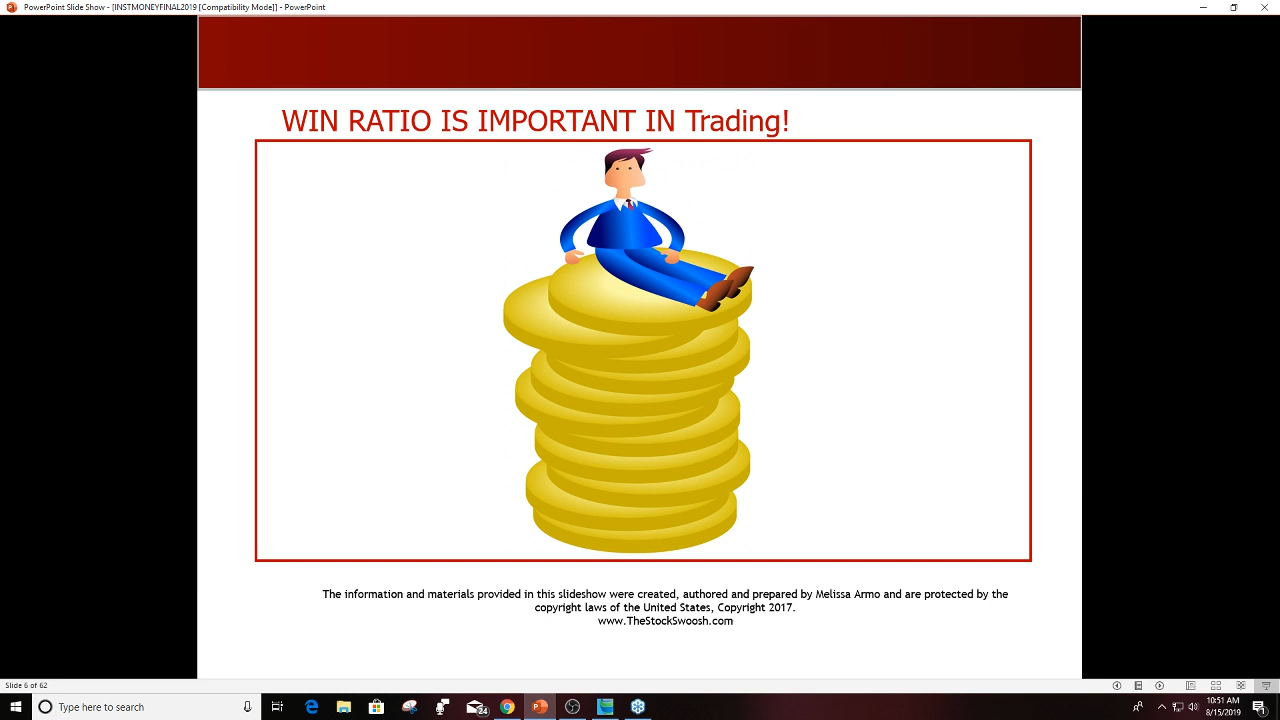 PowerPoint Slide Show - [INSTMONEYFINAL2019 [Compatibility Mode]] - PowerPoint
WIN RATIO IS IMPORTANT IN Trading!
The information and materials provided in this slideshow were created, authored and prepared by Melissa Armo and are protected by the
copyright laws of the United States, Copyright 2017.
www.TheStockSwoosh.com
Slide 6 of 62
Type here to search
24
10:51 AM
8/15/2019
1